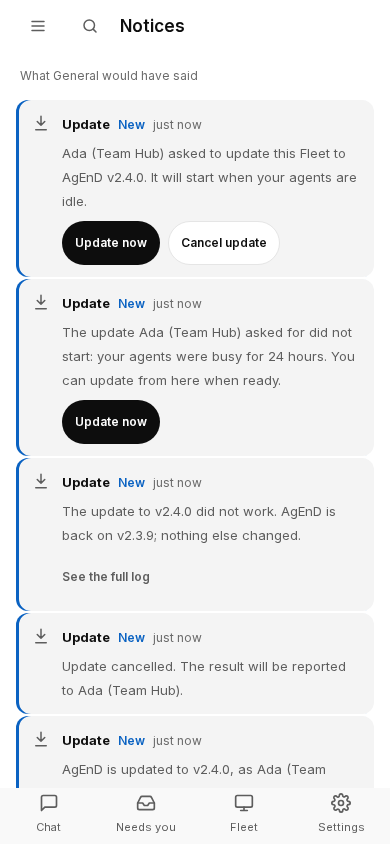 Notices
What General would have said
Update New just now
Ada (Team Hub) asked to update this Fleet to
AgEnD v2.4.0. It will start when your agents are
idle.
Update now Cancel update
Update New just now
The update Ada (Team Hub) asked for did not
start: your agents were busy for 24 hours. You
can update from here when ready.
Update now
Update New just now
The update to v2.4.0 did not work. AgEnD is
back on v2.3.9; nothing else changed.
See the full log
Update New just now
Update cancelled. The result will be reported
to Ada (Team Hub).
Update New just now
AgEnD is updated to v2.4.0, as Ada (Team
Chat Needs you Fleet Settings